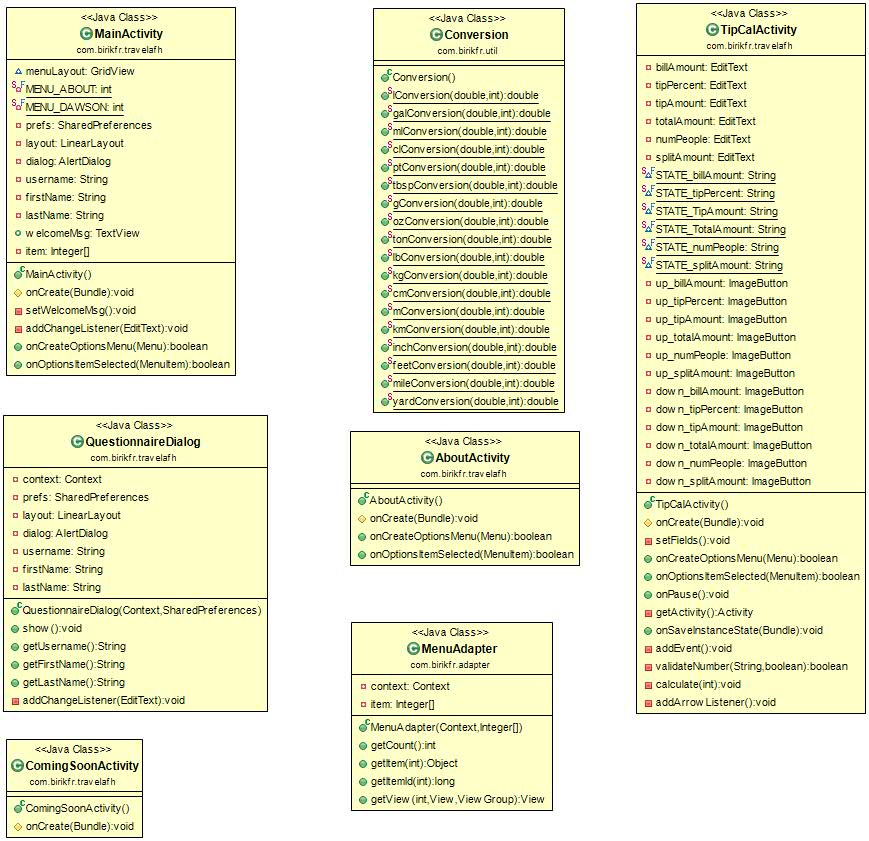 <<Java Class>>
MainActivity
com.birikfr.travelafh
menuLayout: GridView
MENU_ABOUT: int
MENU_DAWSON: int
prefs: SharedPreferences
layout: LinearLayout
dialog: AlertDialog
username: String
firstName: String
lastName: String
welcomeMsg: TextView
item: Integer[]
MainActivity()
onCreate(Bundle):void
setWelcomeMsg():void
addChangeListener(EditText):void
onCreateOptionsMenu(Menu):boolean
onOptionsItemSelected(MenuItem):boolean
<<Java Class>>
Conversion
com.birikfr.util
Conversion()
lConversion(double,int):double
galConversion(double,int):double
mlConversion(double,int):double
clConversion(double,int):double
ptConversion(double,int):double
tbspConversion(double,int):double
gConversion(double,int):double
ozConversion(double,int):double
tonConversion(double,int):double
lbConversion(double,int):double
kgConversion(double,int):double
cmConversion(double,int):double
mConversion(double,int):double
kmConversion(double,int):double
inchConversion(double,int):double
feetConversion(double,int):double
mileConversion(double,int):double
yardConversion(double,int):double
<<Java Class>>
TipCalActivity
com.birikfr.travelafh
billAmount: EditText
tipPercent: EditText
tipAmount: EditText
totalAmount: EditText
numPeople: EditText
splitAmount: EditText
STATE_billAmount: String
STATE_tipPercent: String
STATE_TipAmount: String
STATE_TotalAmount: String
STATE_numPeople: String
STATE_splitAmount: String
up_billAmount: ImageButton
up_tipPercent: ImageButton
up_tipAmount: ImageButton
up_totalAmount: ImageButton
up_numPeople: ImageButton
up_splitAmount: ImageButton
down_billAmount: ImageButton
down_tipPercent: ImageButton
down_tipAmount: ImageButton
down_totalAmount: ImageButton
down_numPeople: ImageButton
down_splitAmount: ImageButton
TipCalActivity()
onCreate(Bundle):void
setFields():void
onCreateOptionsMenu(Menu):boolean
onOptionsItemSelected(MenuItem):boolean
onPause():void
getActivity():Activity
onSaveInstanceState(Bundle):void
addEvent():void
validateNumber(String,boolean):boolean
calculate(int):void
addArrowListener():void
<<Java Class>>
QuestionnaireDialog
com.birikfr.travelafh
context: Context
prefs: SharedPreferences
layout: LinearLayout
dialog: AlertDialog
username: String
firstName: String
lastName: String
QuestionnaireDialog(Context,SharedPreferences)
show():void
getUsername():String
getFirstName():String
getLastName():String
addChangeListener(EditText):void
<<Java Class>>
AboutActivity
com.birikfr.travelafh
AboutActivity()
onCreate(Bundle):void
onCreateOptionsMenu(Menu):boolean
onOptionsItemSelected(MenuItem):boolean
<<Java Class>>
MenuAdapter
com.birikfr.adapter
context: Context
item: Integer[]
MenuAdapter(Context,Integer[])
getCount():int
getItem(int):Object
getItemId(int):long
getView(int,View,ViewGroup):View
<<Java Class>>
ComingSoonActivity
com.birikfr.travelafh
ComingSoonActivity()
onCreate(Bundle):void